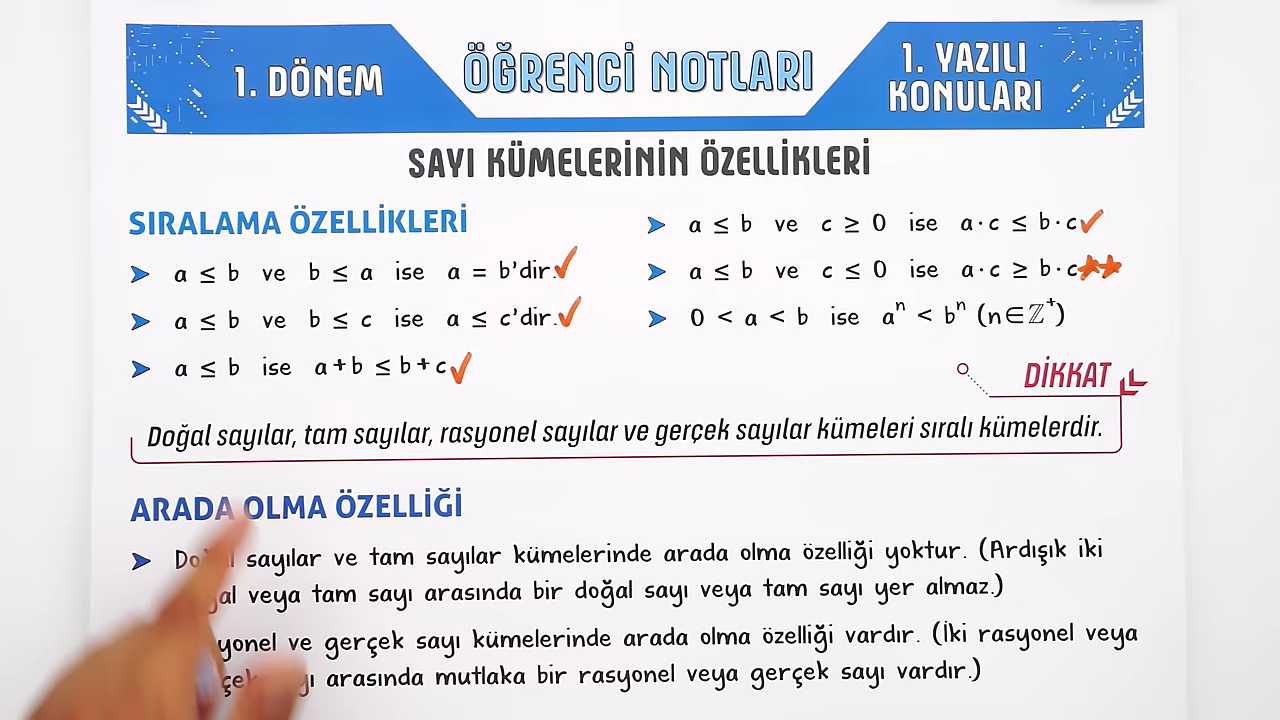 1. DÖNEM
ÖĞRENCİ NOTLARI
1. YAZILI
KONULARI
SAYI KÜMELERİNİN ÖZELLİKLERİ
SIRALAMA ÖZELLİKLERİ
a ≤ b ve b ≤ a ise a = b'dir.
a ≤ b ve b ≤ c ise a ≤ c'dir.
a ≤ b ise a+b ≤ b+c
a ≤ b ve c ≥ 0 ise a·c ≤ b·c
a ≤ b ve c ≤ 0 ise a·c ≥ b·c
0 < a < b ise aⁿ < bⁿ (n∈ℤ⁺)
DİKKAT
Doğal sayılar, tam sayılar, rasyonel sayılar ve gerçek sayılar kümeleri sıralı kümelerdir.
ARADA OLMA ÖZELLİĞİ
sayılar ve tam sayılar kümelerinde arada olma özelliği yoktur. (Ardışık iki
veya tam sayı arasında bir doğal sayı veya tam sayı yer almaz.)
ve gerçek sayı kümelerinde arada olma özelliği vardır. (İki rasyonel veya
arasında mutlaka bir rasyonel veya gerçek sayı vardır.)